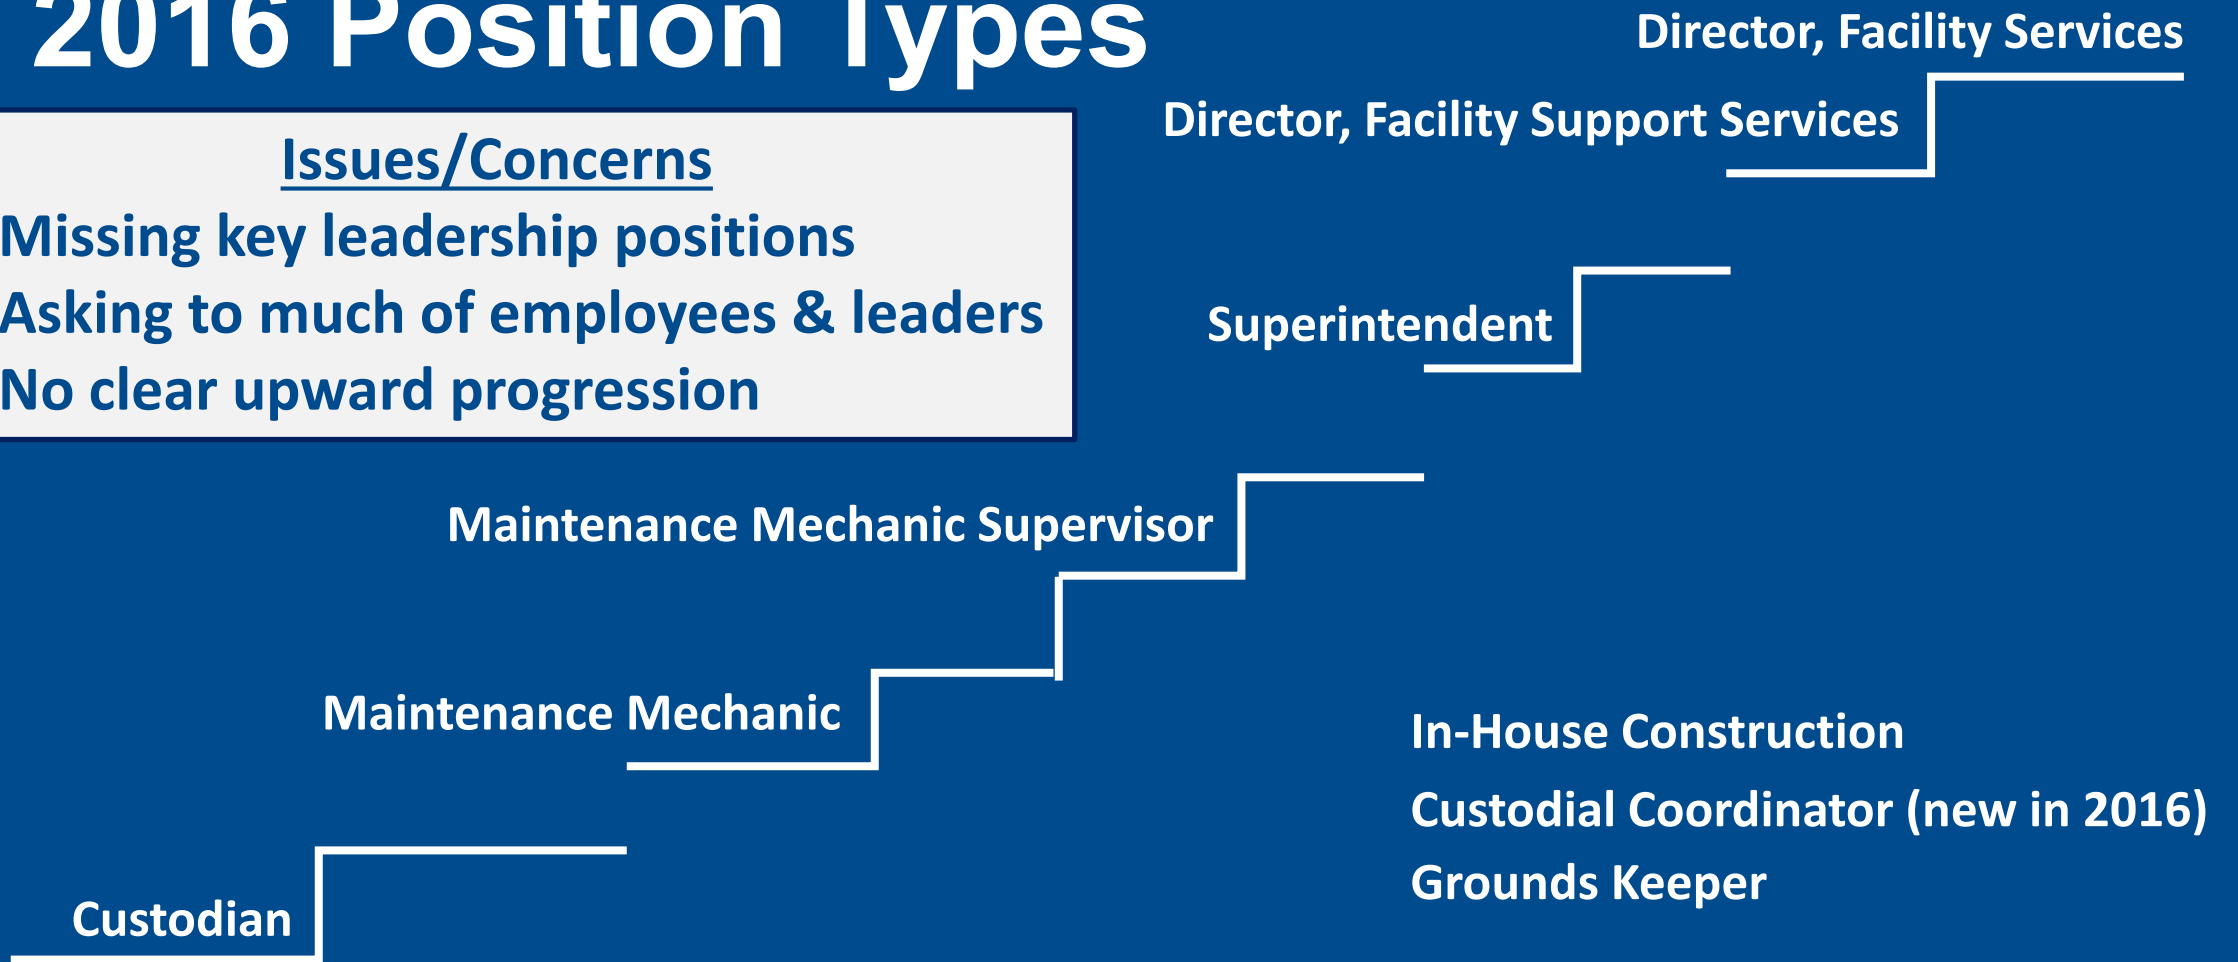 2016 Position Types
Issues/Concerns
Missing key leadership positions
Asking to much of employees & leaders
No clear upward progression
Director, Facility Services
Director, Facility Support Services
Superintendent
Maintenance Mechanic Supervisor
Maintenance Mechanic
Custodian
In-House Construction
Custodial Coordinator (new in 2016)
Grounds Keeper